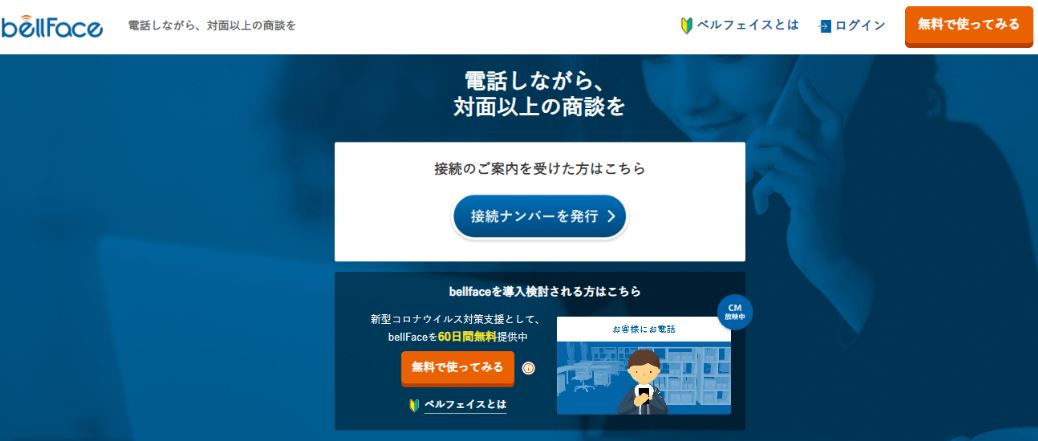 bellFace
電話しながら、対面以上の商談を
ベルフェイスとは
ログイン
無料で使ってみる
電話しながら、
対面以上の商談を
接続のご案内を受けた方はこちら
接続ナンバーを発行
bellfaceを導入検討される方はこちら
新型コロナウイルス対策支援として、
bellFaceを60日間無料提供中
無料で使ってみる
ベルフェイスとは
CM
放映中
お客様にお電話